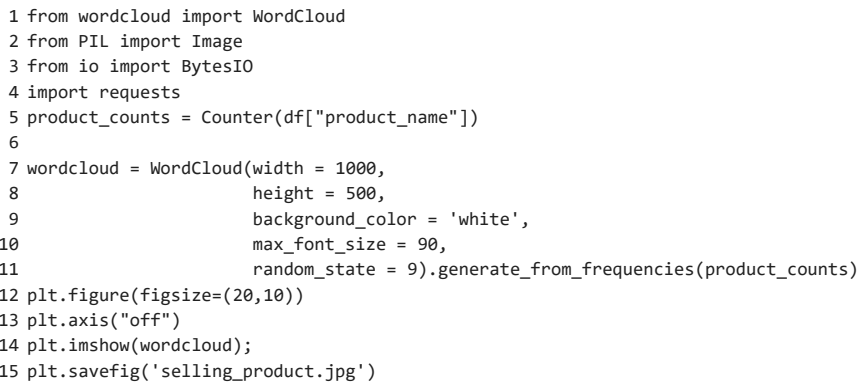 1 from wordcloud import WordCloud
2 from PIL import Image
3 from io import BytesIO
4 import requests
5 product_counts = Counter(df["product_name"])
6
7 wordcloud = WordCloud(width = 1000,
8                       height = 500,
9                       background_color = 'white',
10                       max_font_size = 90,
11                       random_state = 9).generate_from_frequencies(product_counts)
12 plt.figure(figsize=(20,10))
13 plt.axis("off")
14 plt.imshow(wordcloud);
15 plt.savefig('selling_product.jpg')